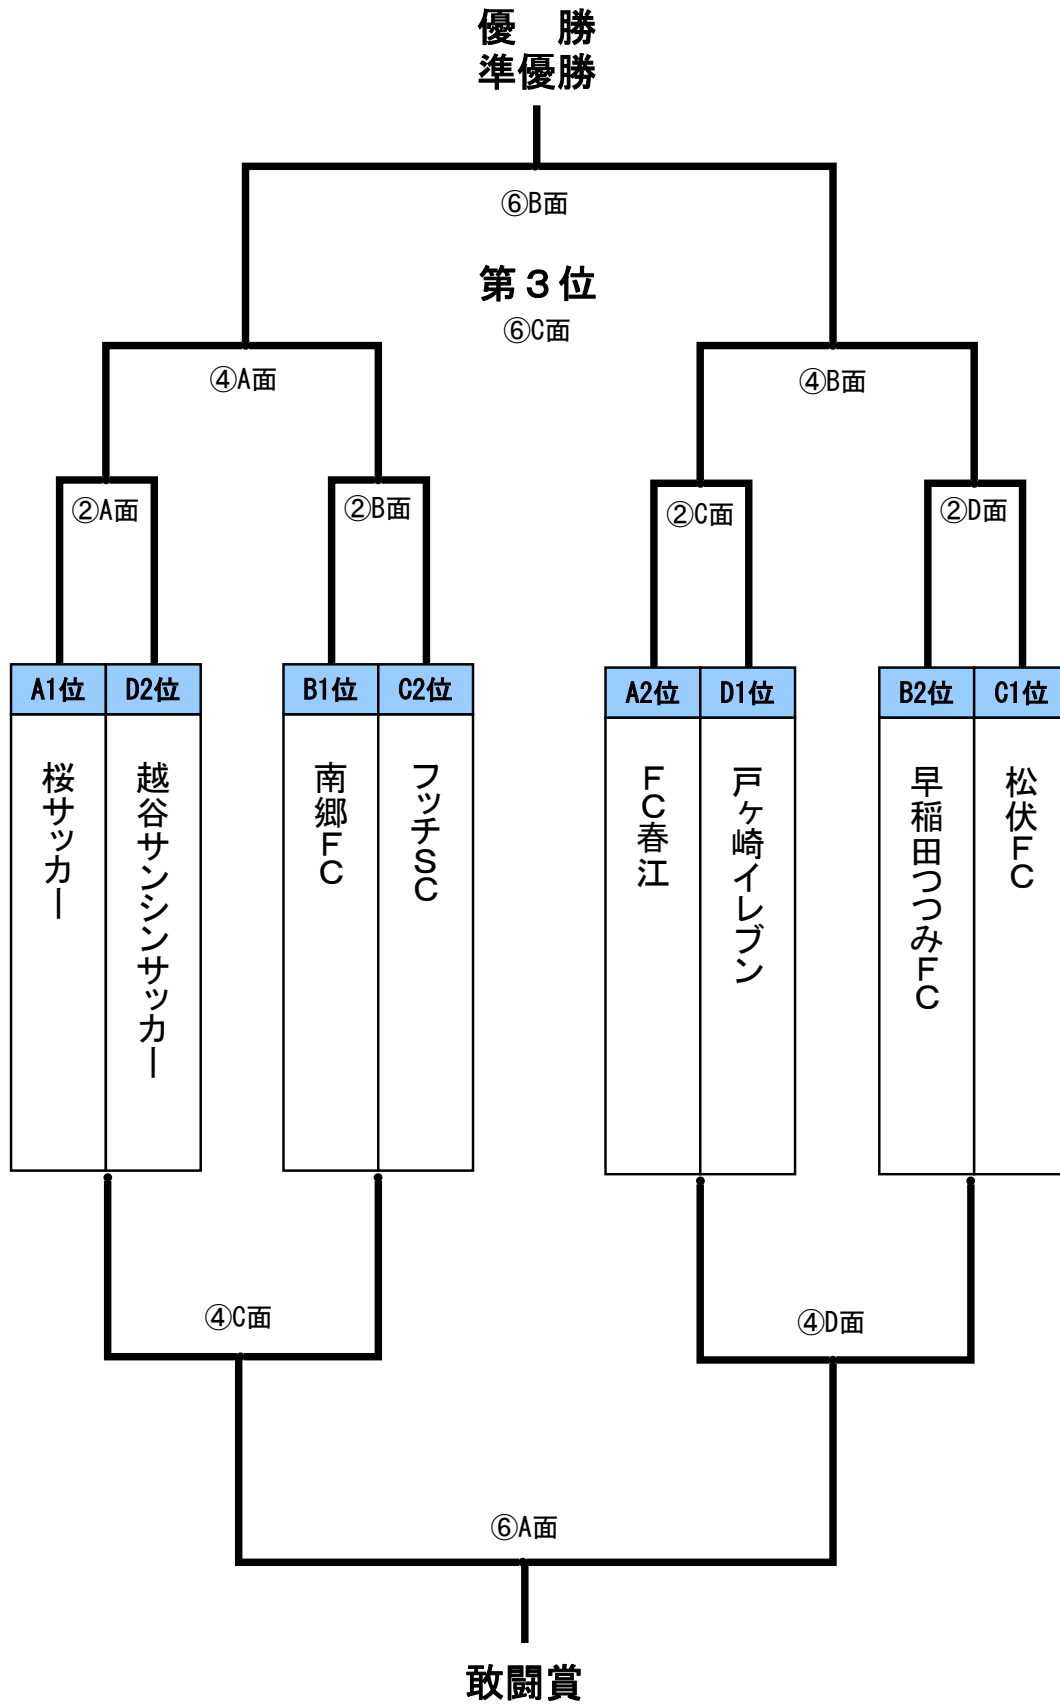 優　勝
準優勝
⑥B面
第３位
⑥C面
④A面
④B面
②A面
②B面
②C面
②D面
A1位
D2位
B1位
C2位
A2位
D1位
B2位
C1位
桜サッカー
越谷サンシンサッカー
南郷ＦＣ
フッチＳＣ
ＦＣ春江
戸ヶ崎イレブン
早稲田つつみＦＣ
松伏ＦＣ
④C面
④D面
⑥A面
敢闘賞